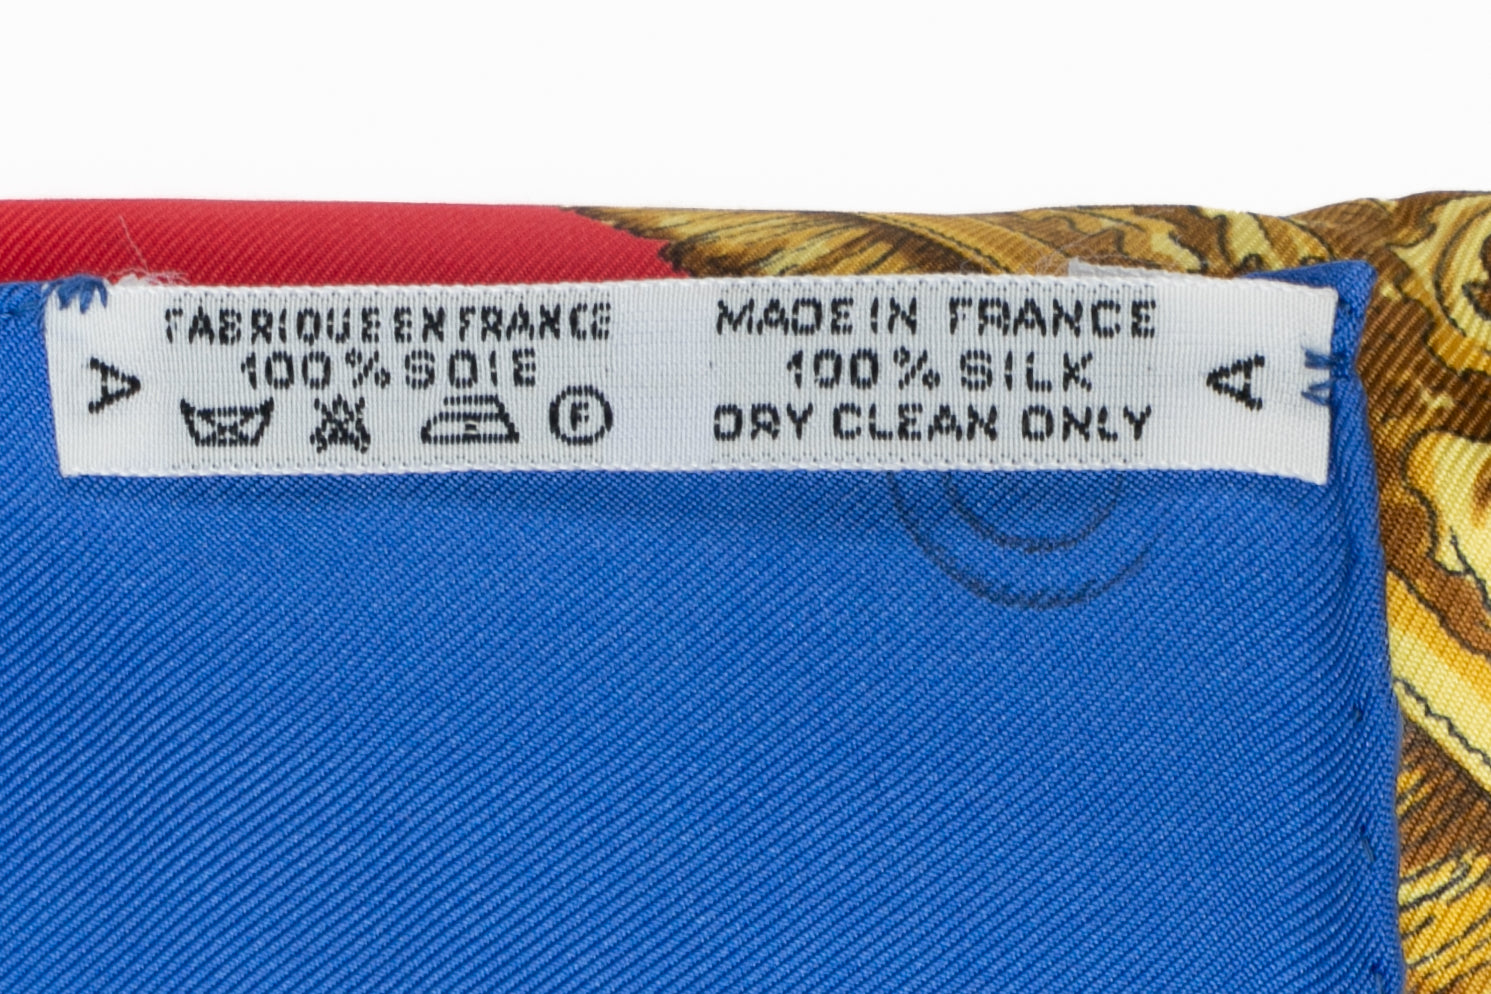 FABRIQUE EN FRANCE
100% SOIE
F
A
MADE IN FRANCE
100% SILK
DRY CLEAN ONLY
A